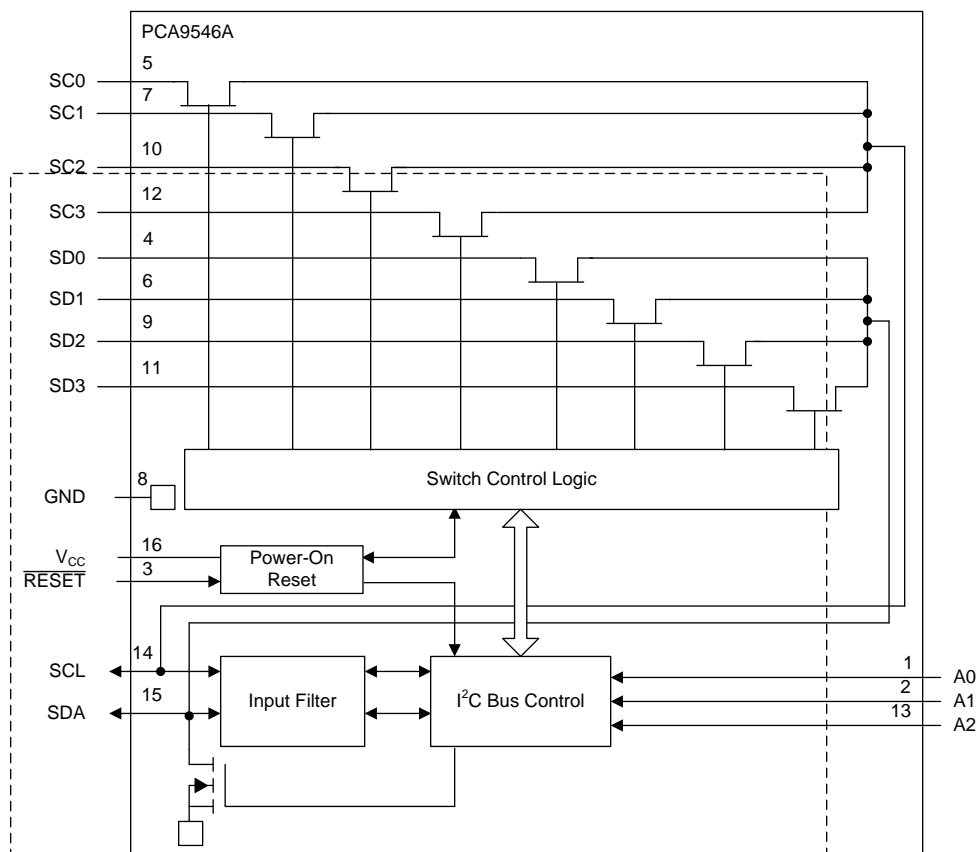 PCA9546A
5
SC0
7
SC1
10
SC2
12
SC3
4
SD0
6
SD1
9
SD2
11
SD3
Switch Control Logic
8
GND
16
VCC
Power-On
Reset
3
RESET
14
SCL
15
SDA
Input Filter
I²C Bus Control
1
A0
2
A1
13
A2